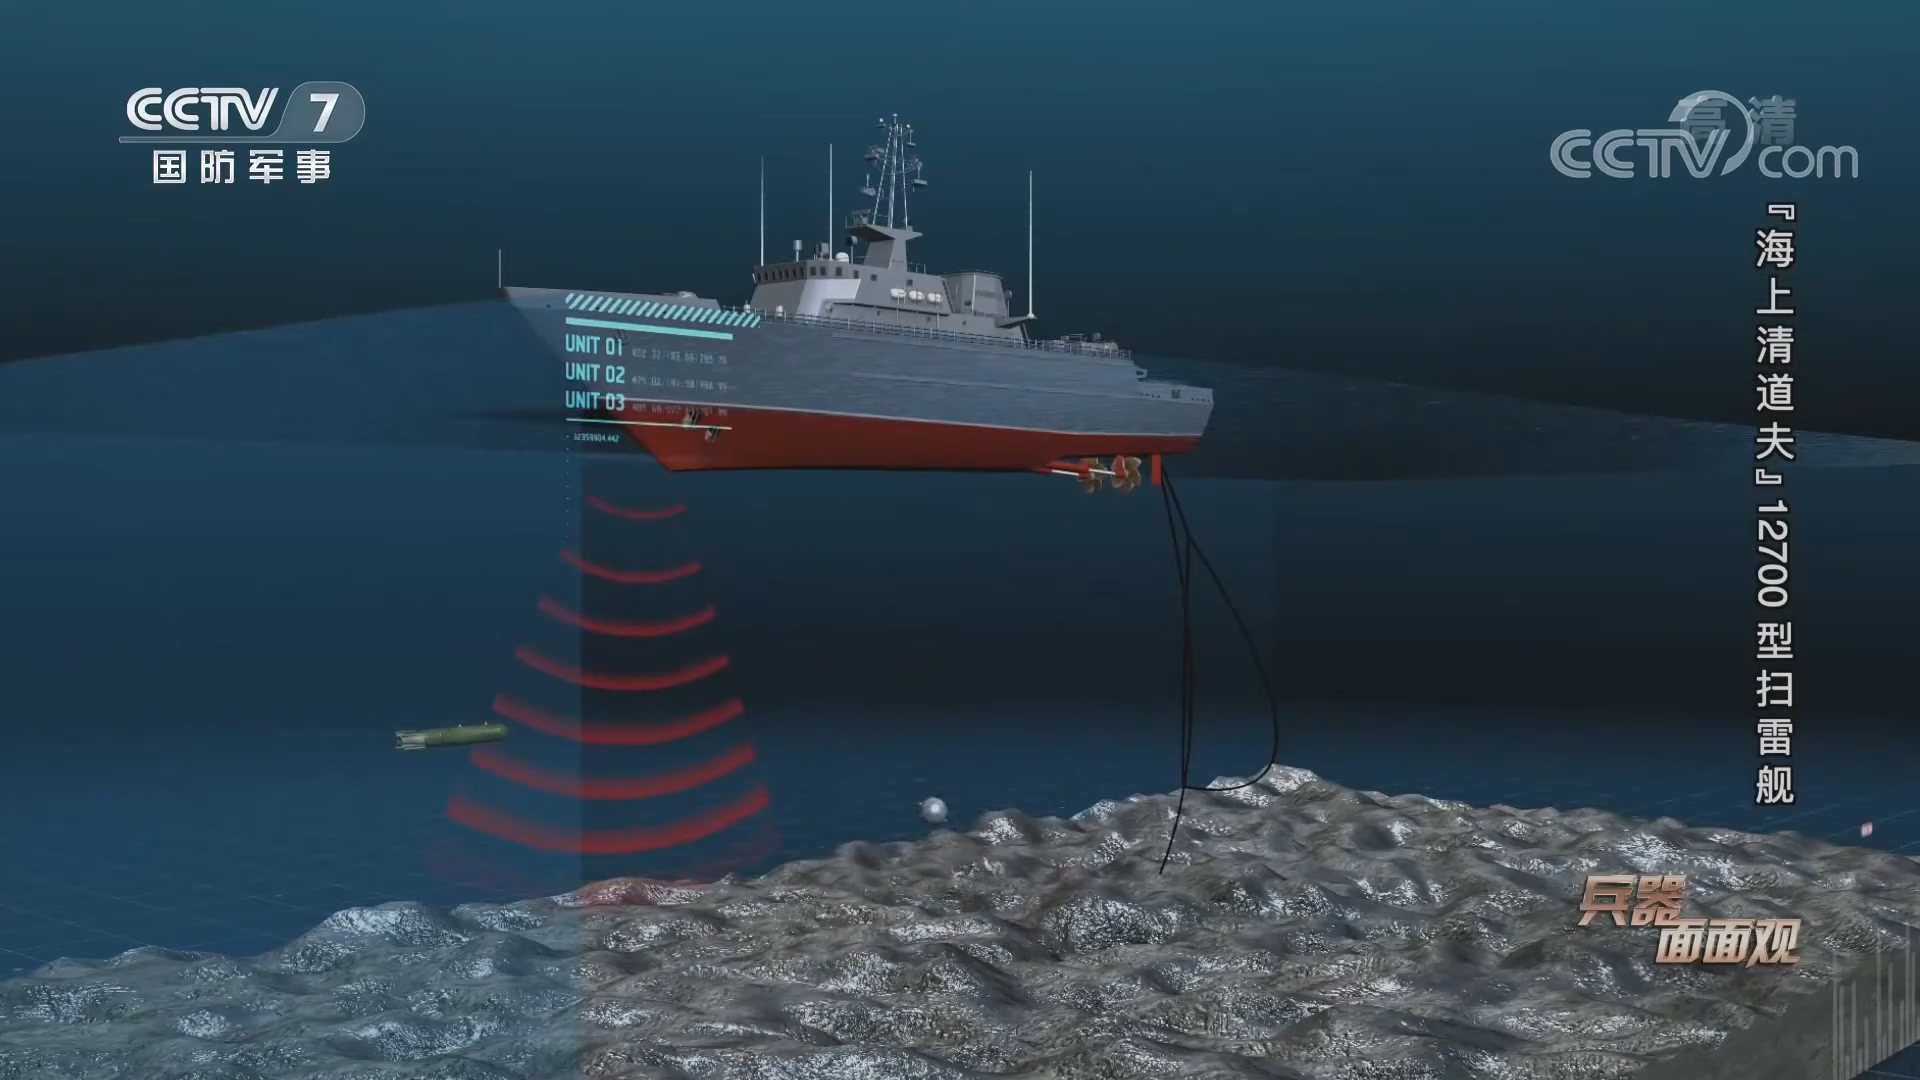 CCTV 7
国防军事
高清
CCTV.com
『海上清道夫』12700型扫雷舰
UNIT 01
UNIT 02
UNIT 03
兵器
面面观